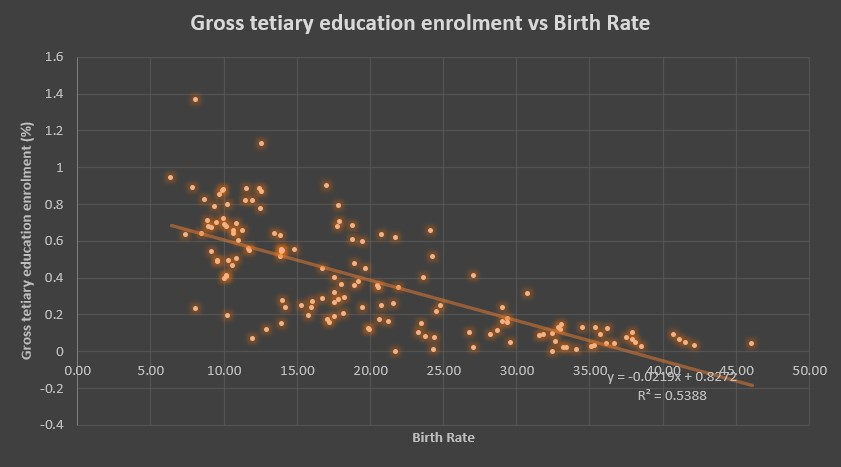 Gross tetiary education enrolment vs Birth Rate
1.6
1.4
1.2
1
0.8
0.6
0.4
0.2
0
-0.2
-0.4
Gross tetiary education enrolment (%)
0.00 5.00 10.00 15.00 20.00 25.00 30.00 35.00 40.00 45.00 50.00
y = -0.0219x + 0.8272
R² = 0.5388
Birth Rate